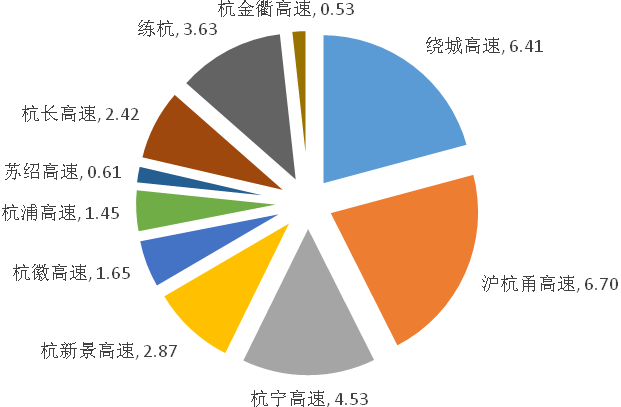 杭金衢高速, 0.53
练杭, 3.63
绕城高速, 6.41
杭长高速, 2.42
苏绍高速, 0.61
杭浦高速, 1.45
杭徽高速, 1.65
沪杭甬高速, 6.70
杭新景高速, 2.87
杭宁高速, 4.53